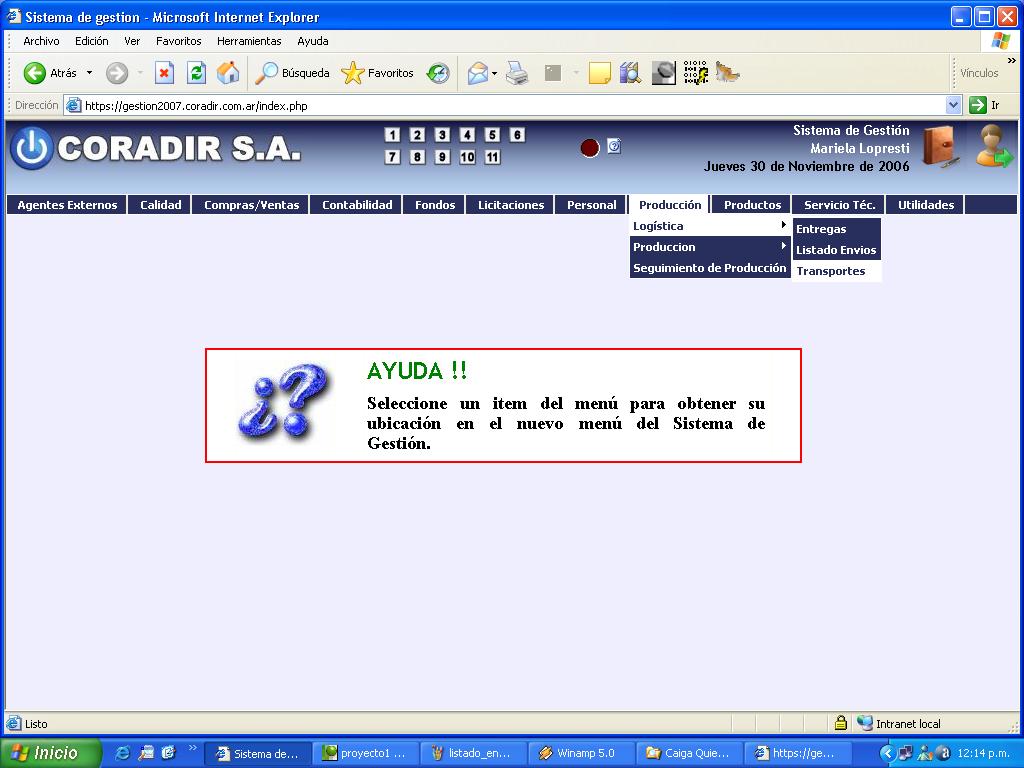 Sistema de gestion - Microsoft Internet Explorer
Archivo Edición Ver Favoritos Herramientas Ayuda
Atrás Búsqueda Favoritos Vínculos »
Dirección https://gestion2007.coradir.com.ar/index.php Ir
CORADIR S.A.
1 2 3 4 5 6
7 8 9 10 11
Sistema de Gestión
Mariela Lopresti
Jueves 30 de Noviembre de 2006
Agentes Externos Calidad Compras/Ventas Contabilidad Fondos Licitaciones Personal Producción Productos Servicio Téc. Utilidades
Logística
Produccion
Seguimiento de Producción
Entregas
Listado Envios
Transportes
¿?
AYUDA !!
Seleccione un item del menú para obtener su
ubicación en el nuevo menú del Sistema de
Gestión.
Listo Intranet local
Inicio » Sistema de... proyecto1 ... listado_en... Winamp 5.0 Caiga Quie... https://ge... 12:14 p.m.